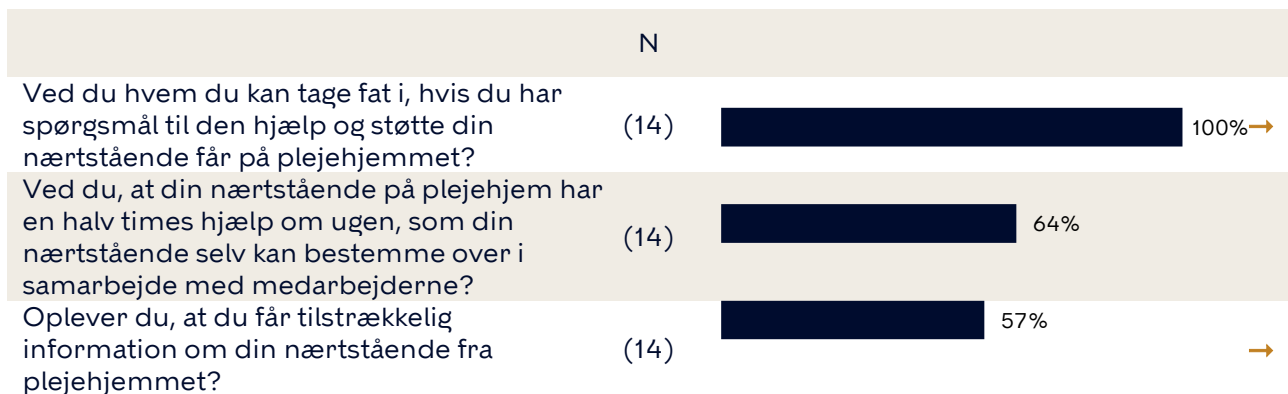 N
Ved du hvem du kan tage fat i, hvis du har
spørgsmål til den hjælp og støtte din
nærtstående får på plejehjemmet?
(14)
100%→
Ved du, at din nærtstående på plejehjem har
en halv times hjælp om ugen, som din
nærtstående selv kan bestemme over i
samarbejde med medarbejderne?
(14)
64%
Oplever du, at du får tilstrækkelig
information om din nærtstående fra
plejehjemmet?
(14)
57%
→